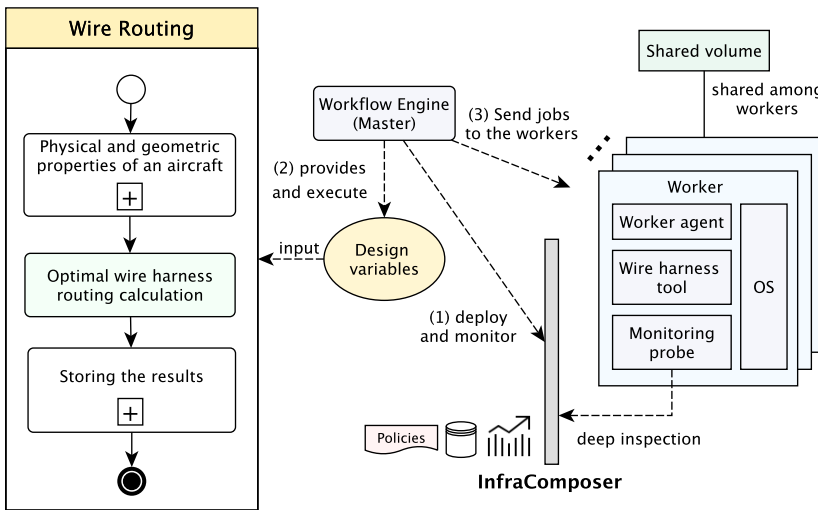 Wire Routing
Physical and geometric
properties of an aircraft
Optimal wire harness
routing calculation
Storing the results
Workflow Engine
(Master)
(2) provides
and execute
input
Design
variables
(3) Send jobs
to the workers
(1) deploy
and monitor
Policies
InfraComposer
Shared volume
shared among
workers
Worker
Worker agent
Wire harness
tool
Monitoring
probe
OS
deep inspection